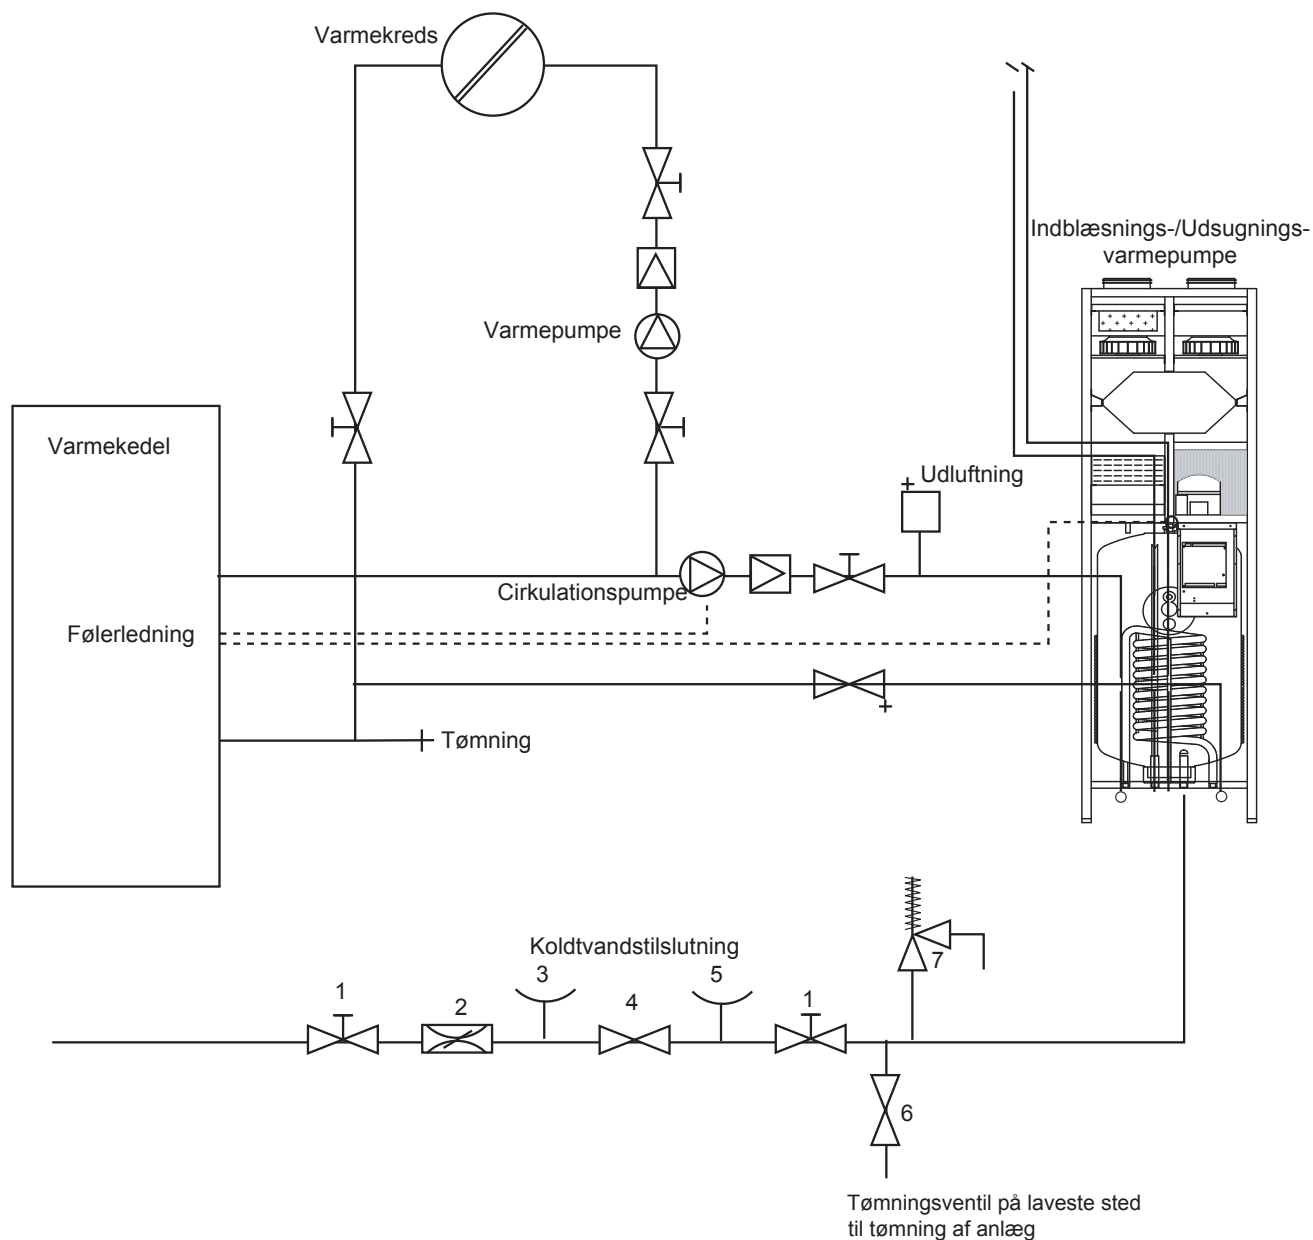 Varmekreds
Indblæsnings-/Udsugnings-
varmepumpe
Varmepumpe
Varmekedel
Udluftning
Cirkulationspumpe
Følerledning
Tømning
Koldtvandstilslutning
1
2
3
4
5
1
7
6
Tømningsventil på laveste sted
til tømning af anlæg